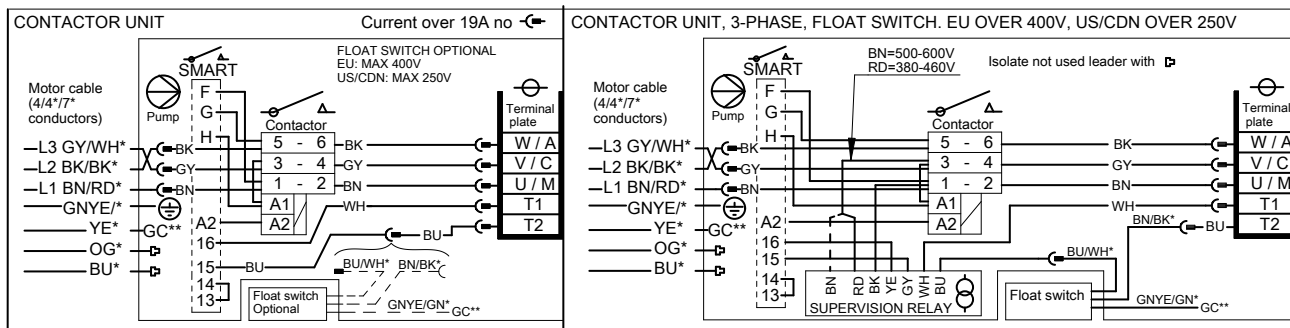 CONTACTOR UNIT
Current over 19A no
FLOAT SWITCH OPTIONAL
EU: MAX 400V
US/CDN: MAX 250V
SMART
Motor cable
(4/4*/7*
conductors)
Pump
F
G
H
Contactor
5 - 6
3 - 4
1 - 2
A1
A2
Terminal
plate
W / A
V / C
U / M
T1
T2
L3 GY/WH*
L2 BK/BK*
L1 BN/RD*
GNYE/*
YE*
GC**
OG*
BU*
BK
GY
BN
BK
GY
BN
WH
BU
A2
16
15
14
13
BU
BU/WH*
BN/BK*
Float switch
Optional
GNYE/GN*
GC**
CONTACTOR UNIT, 3-PHASE, FLOAT SWITCH. EU OVER 400V, US/CDN OVER 250V
BN=500-600V
RD=380-460V
Isolate not used leader with
SMART
Motor cable
(4/4*/7*
conductors)
Pump
F
G
H
Contactor
5 - 6
3 - 4
1 - 2
A1
A2
Terminal
plate
W / A
V / C
U / M
T1
T2
L3 GY/WH*
L2 BK/BK*
L1 BN/RD*
GNYE/*
YE*
GC**
OG*
BU*
BK
GY
BN
BK
GY
BN
WH
BN/BK*
BU
A2
16
15
14
13
BN
RD
BK
YE
GY
WH
BU
SUPERVISION RELAY
BU/WH*
Float switch
GNYE/GN*
GC**